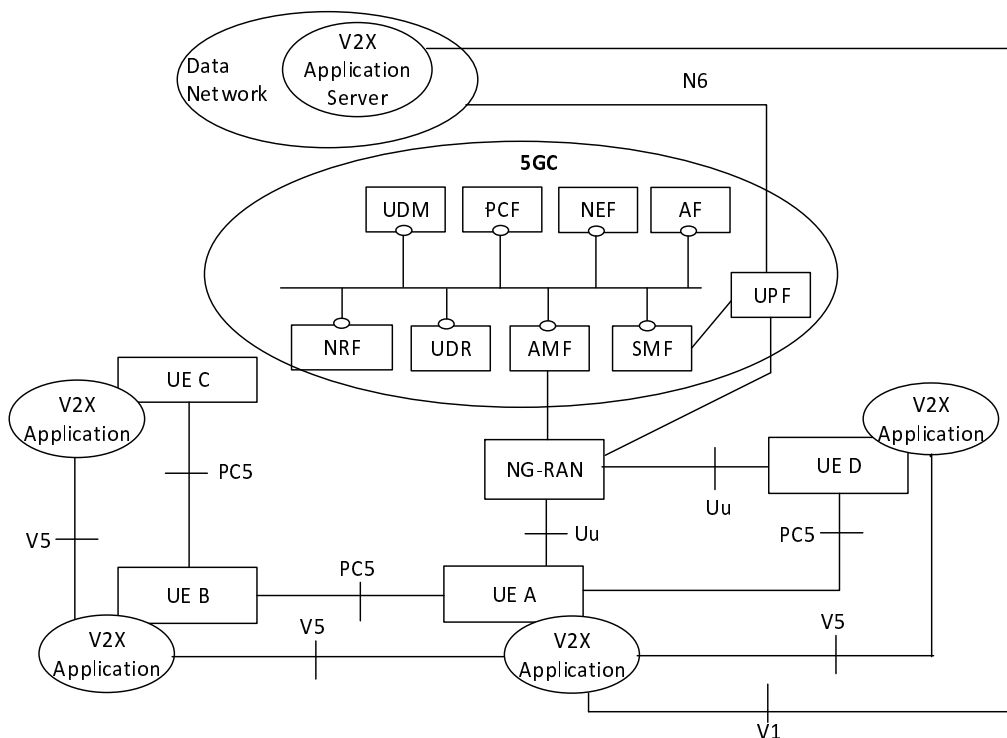 V2X
Application
Server
Data
Network
N6
5GC
UDM
PCF
NEF
AF
UPF
NRF
UDR
AMF
SMF
UE C
V2X
Application
V2X
Application
NG-RAN
UE D
PC5
Uu
V5
Uu
PC5
PC5
UE B
UE A
V5
V5
V2X
Application
V2X
Application
V1